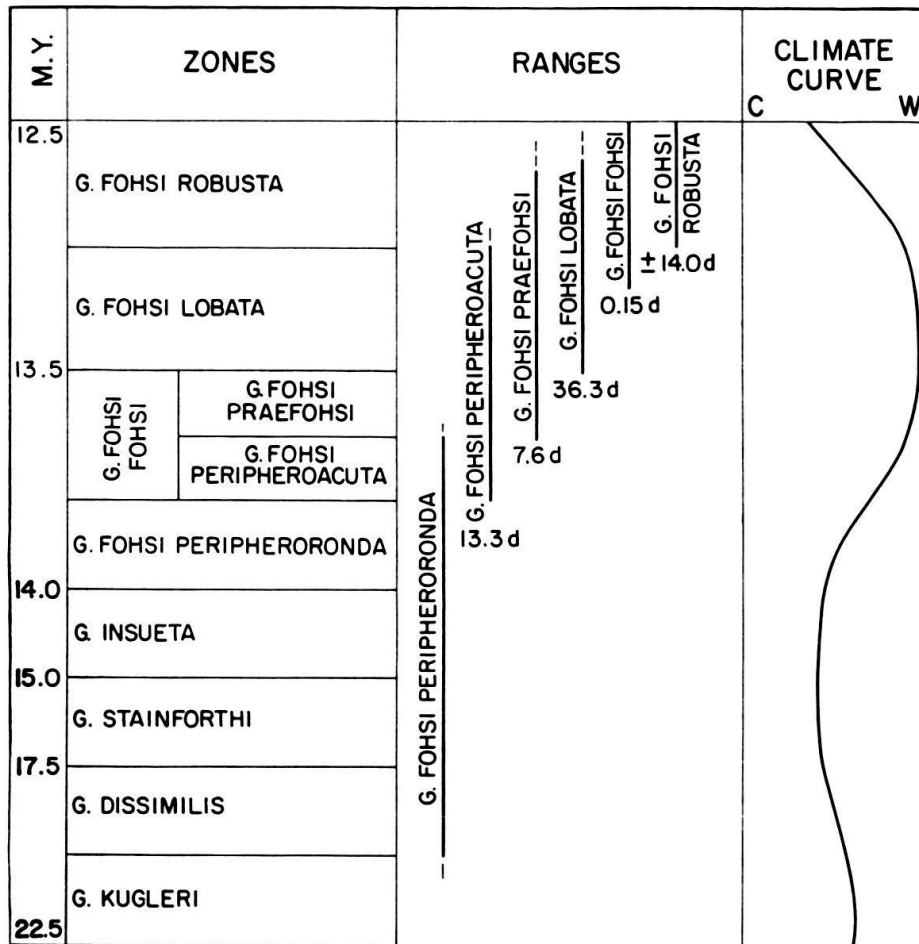 M.Y.
ZONES
RANGES
CLIMATE
CURVE
C
W
12.5
G. FOHSI ROBUSTA
G. FOHSI LOBATA
13.5
G. FOHSI
FOHSI
G. FOHSI
PRAEFOHSI
G. FOHSI
PERIPHEROACUTA
G. FOHSI PERIPHERORONDA
14.0
G. INSUETA
15.0
G. STAINFORTHI
17.5
G. DISSIMILIS
G. KUGLERI
22.5
G. FOHSI PERIPHERORONDA
G. FOHSI PERIPHEROACUTA
13.3 d
G. FOHSI PRAEFOHSI
7.6 d
G. FOHSI LOBATA
36.3 d
G. FOHSI FOHSI
0.15 d
G. FOHSI
ROBUSTA
± 14.0 d